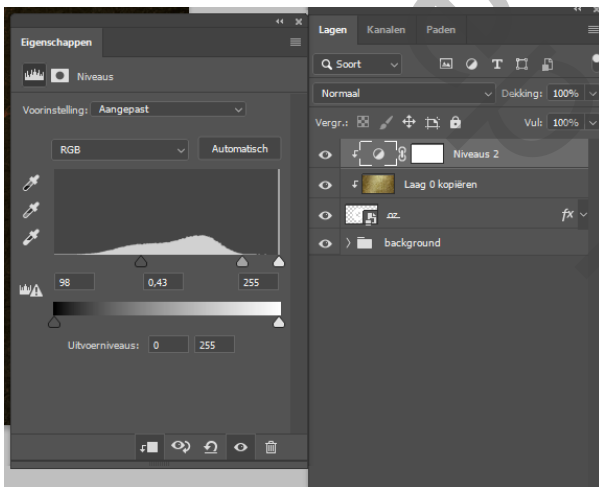 Eigenschappen
Niveaus
Voorinstelling: Aangepast
RGB
Automatisch
98 0,43 255
Uitvoerniveaus: 0 255
Lagen Kanalen Paden
Soort
Normaal Dekking: 100%
Vergr.: Vul: 100%
Niveaus 2
Laag 0 kopiëren
fx
background